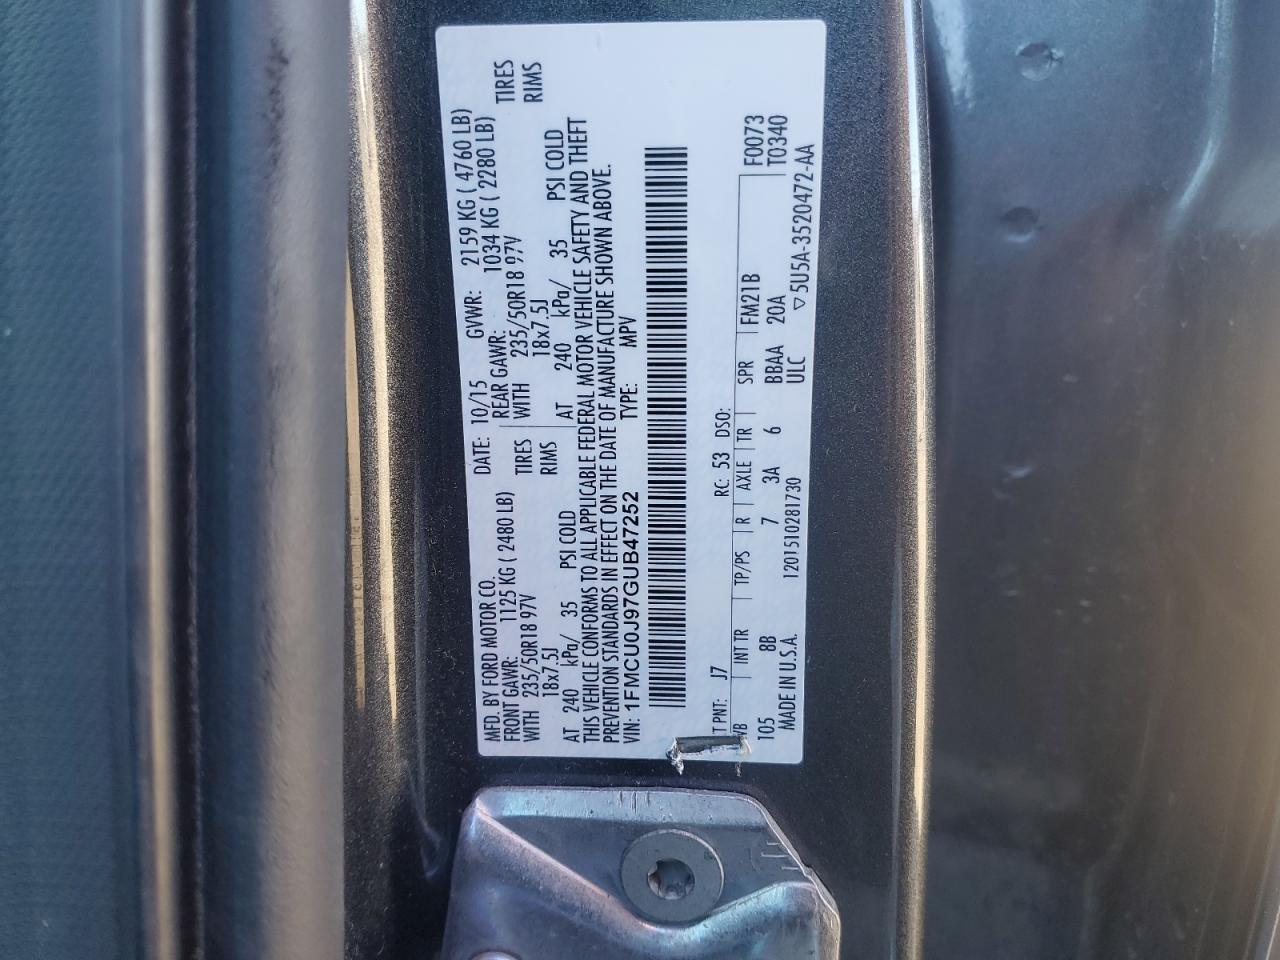 MFD. BY FORD MOTOR CO.
DATE: 10/15 GVWR: 2159 KG ( 4760 LB)
FRONT GAWR: 1125 KG ( 2480 LB) REAR GAWR: 1034 KG ( 2280 LB)
WITH 235/50R18 97V TIRES WITH 235/50R18 97V TIRES
18x7.5J RIMS 18x7.5J RIMS
AT 240 kPa/ 35 PSI COLD AT 240 kPa/ 35 PSI COLD
THIS VEHICLE CONFORMS TO ALL APPLICABLE FEDERAL MOTOR VEHICLE SAFETY AND THEFT
PREVENTION STANDARDS IN EFFECT ON THE DATE OF MANUFACTURE SHOWN ABOVE.
VIN: 1FMCU0J97GUB47252 TYPE: MPV
T PNT: J7 RC: 53 DSO:
WB INT TR TP/PS R AXLE TR SPR FM21B F0073
105 8B 7 3A 6 BBAA 20A T0340
MADE IN U.S.A. 1201510281730 ULC ▽5U5A-3520472-AA